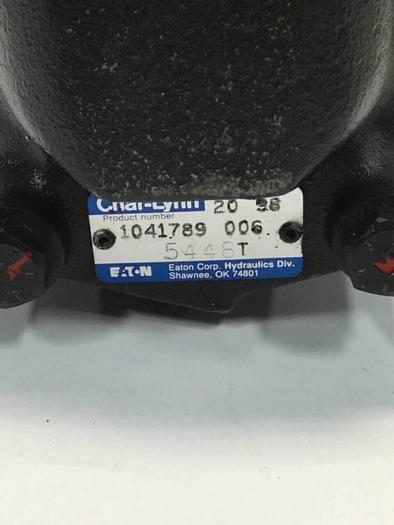 Char-Lynn 20 98
Product number
1041789 006
5448T
EATON Eaton Corp. Hydraulics Div.
Shawnee, OK 74801